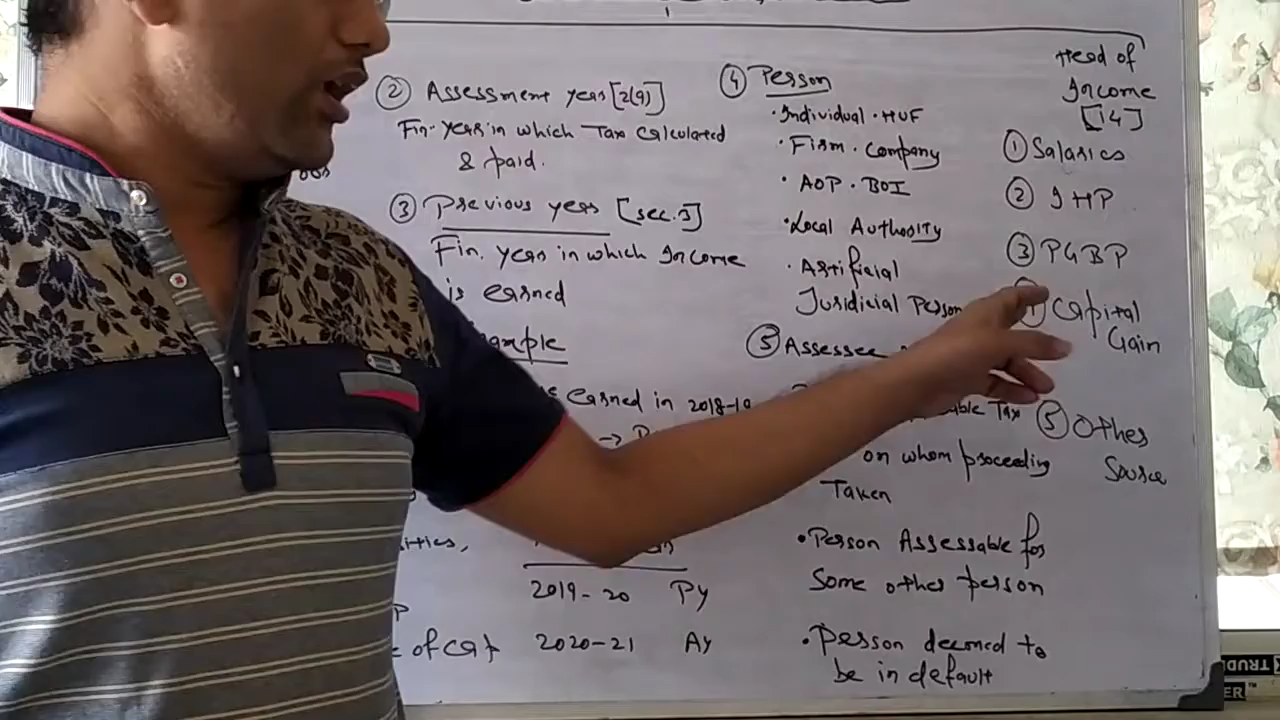 ② Assessment year [2(9)]
Fin. Year in which Tax Calculated
& paid.
③ Previous year [sec.3]
Fin. year in which Income
is earned
ample
earned in 2018-19
2019-20 Py
of cap 2020-21 Ay
④ Person
• Individual • HUF
• Firm • Company
• AOP • BOI
• Local Authority
• Artificial
Juridicial Person
⑤ Assessee
able Tax
on whom proceeding
Taken
• Person Assessable for
Some other person
• Person deemed to
be in default
Head of
Income
[14]
① Salaries
② IHP
③ PGBP
Capital
Gain
⑤ Other
Source